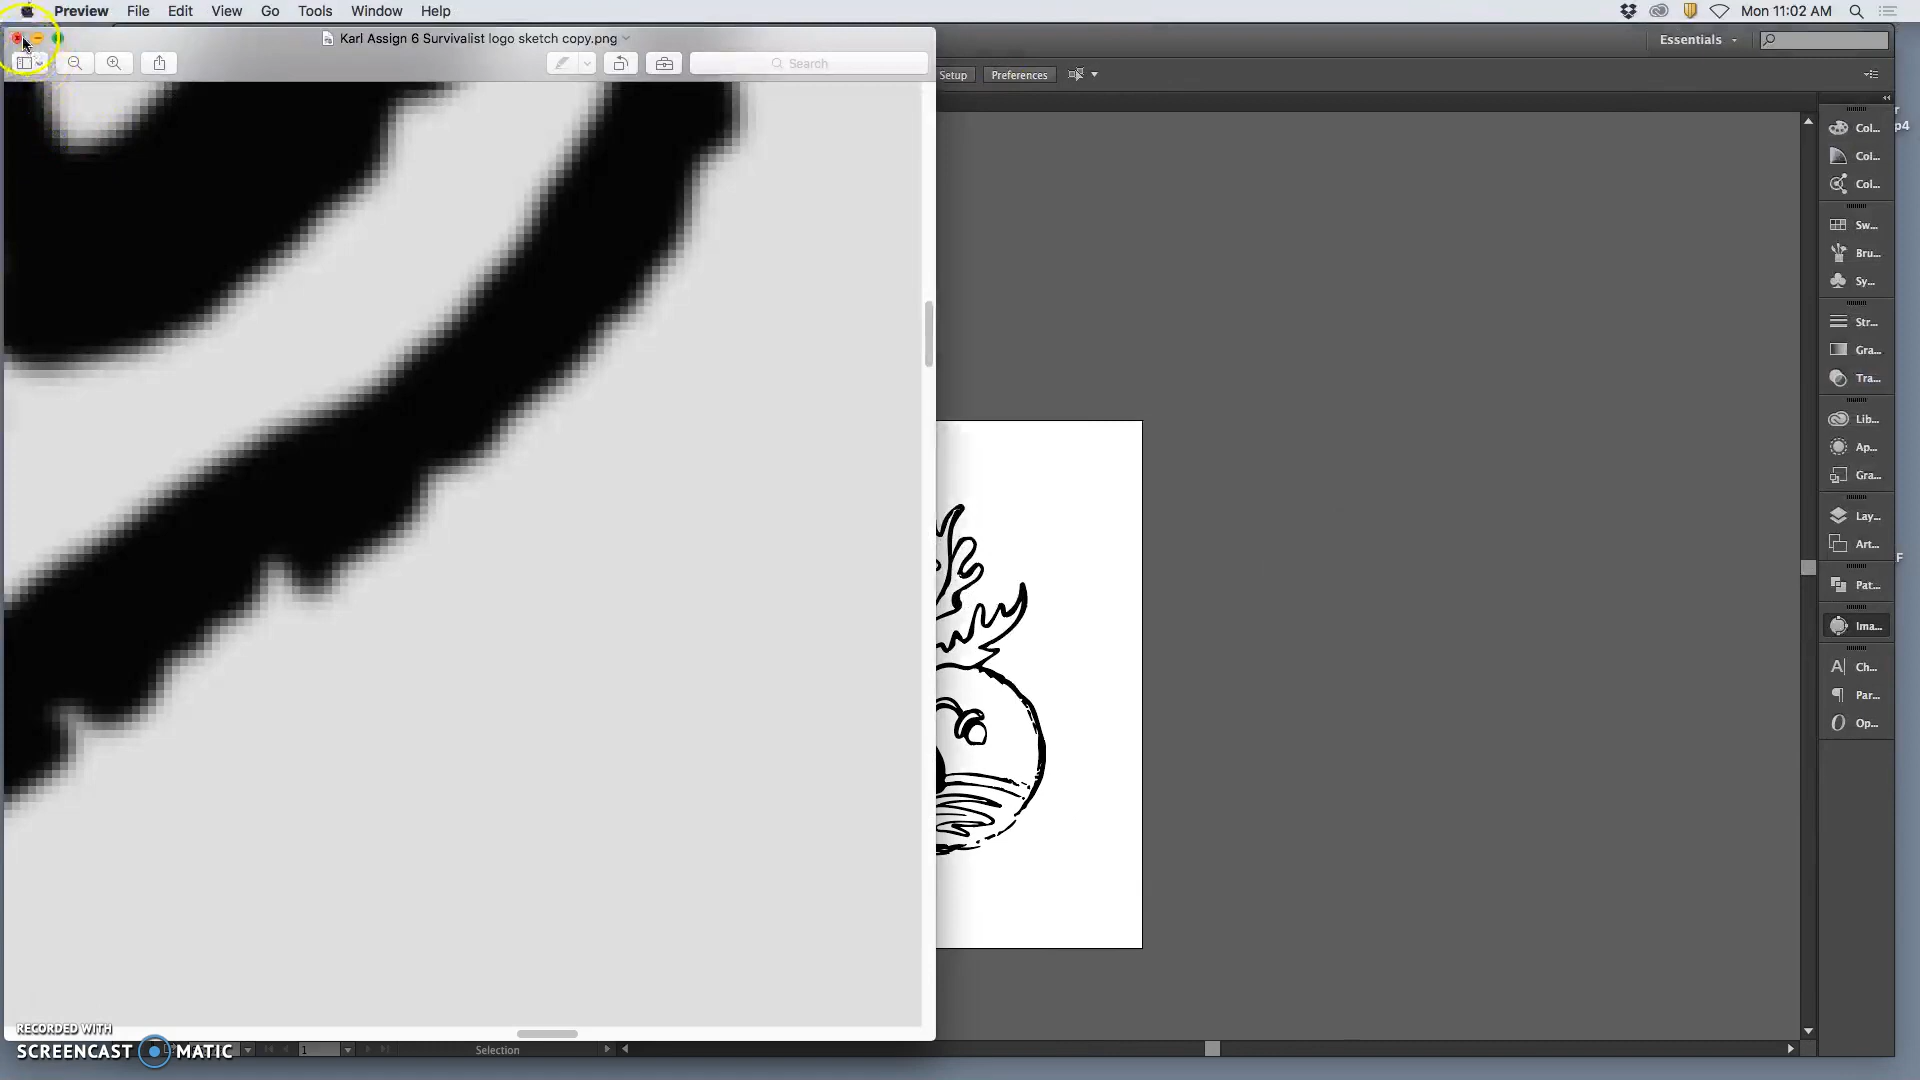 Preview File Edit View Go Tools Window Help
Mon 11:02 AM
Karl Assign 6 Survivalist logo sketch copy.png
Essentials
Search
Setup
Preferences
p4
Col...
Col...
Col...
Sw...
Bru...
Sy...
Str...
Gra...
Tra...
Lib...
Ap...
Gra...
Lay...
Art...
F
Pat...
Ima...
Ch...
Par...
Op...
RECORDED WITH
SCREENCAST MATIC
1
Selection